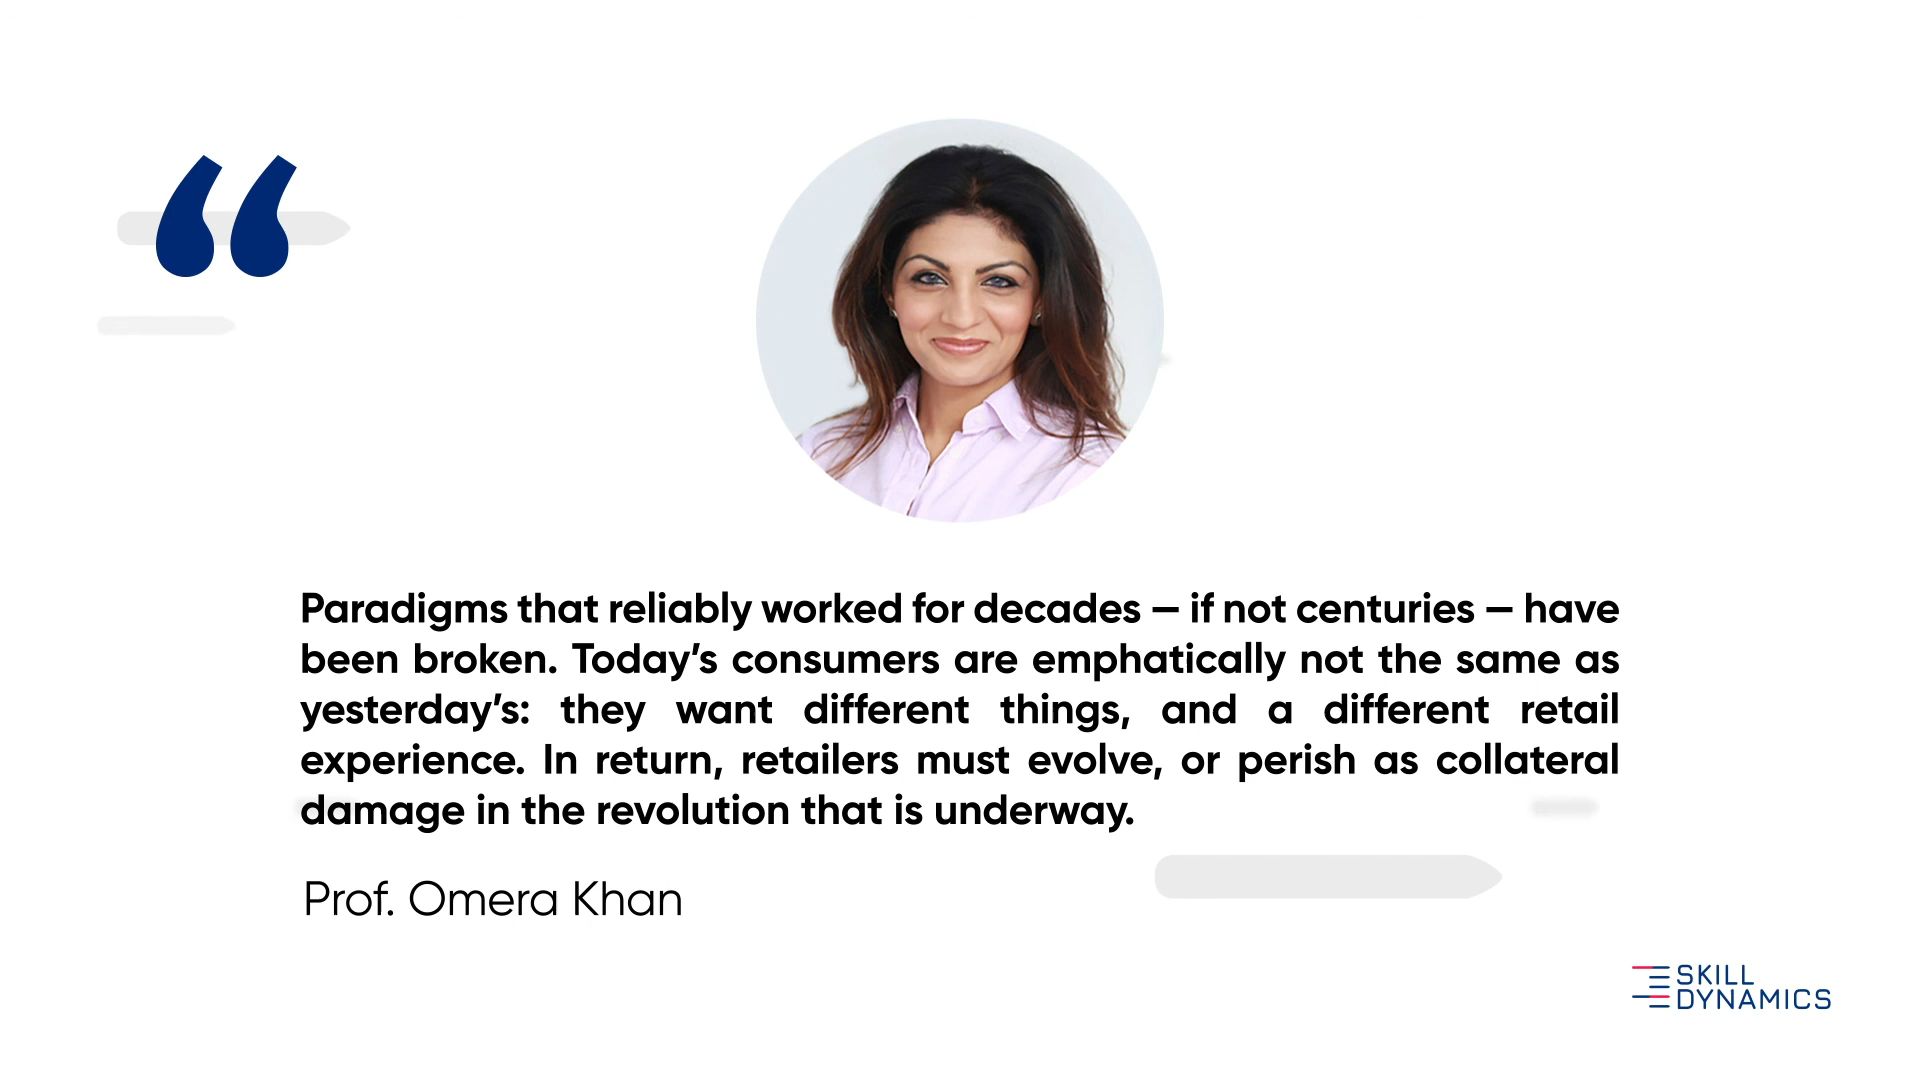 Paradigms that reliably worked for decades — if not centuries — have
been broken. Today’s consumers are emphatically not the same as
yesterday’s: they want different things, and a different retail
experience. In return, retailers must evolve, or perish as collateral
damage in the revolution that is underway.
Prof. Omera Khan
SKILL
DYNAMICS